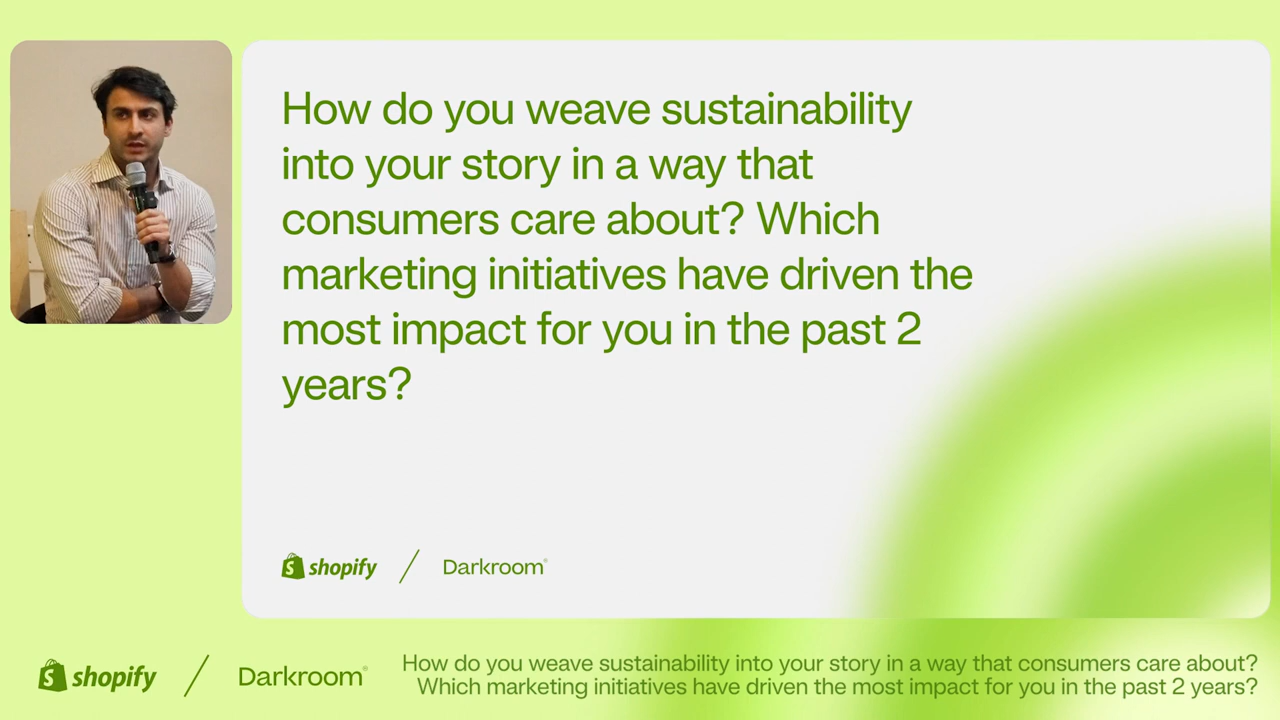 How do you weave sustainability
into your story in a way that
consumers care about? Which
marketing initiatives have driven the
most impact for you in the past 2
years?
shopify / Darkroom®
shopify / Darkroom®
How do you weave sustainability into your story in a way that consumers care about?
Which marketing initiatives have driven the most impact for you in the past 2 years?